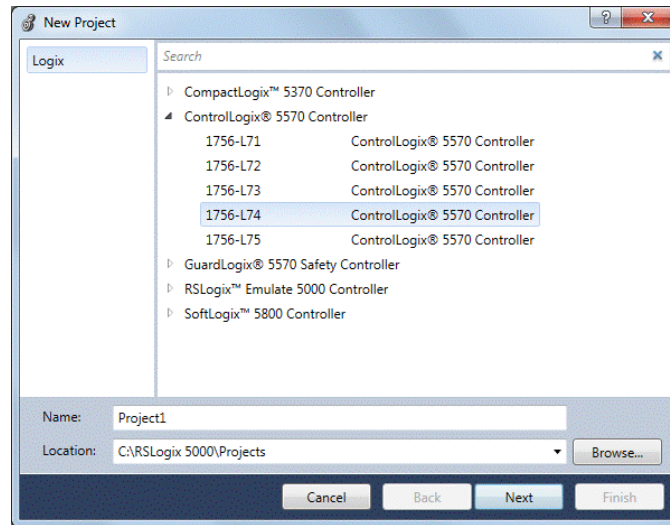 New Project
Logix
Search
CompactLogix™ 5370 Controller
ControlLogix® 5570 Controller
1756-L71 ControlLogix® 5570 Controller
1756-L72 ControlLogix® 5570 Controller
1756-L73 ControlLogix® 5570 Controller
1756-L74 ControlLogix® 5570 Controller
1756-L75 ControlLogix® 5570 Controller
GuardLogix® 5570 Safety Controller
RSLogix™ Emulate 5000 Controller
SoftLogix™ 5800 Controller
Name: Project1
Location: C:\RSLogix 5000\Projects Browse...
Cancel Back Next Finish